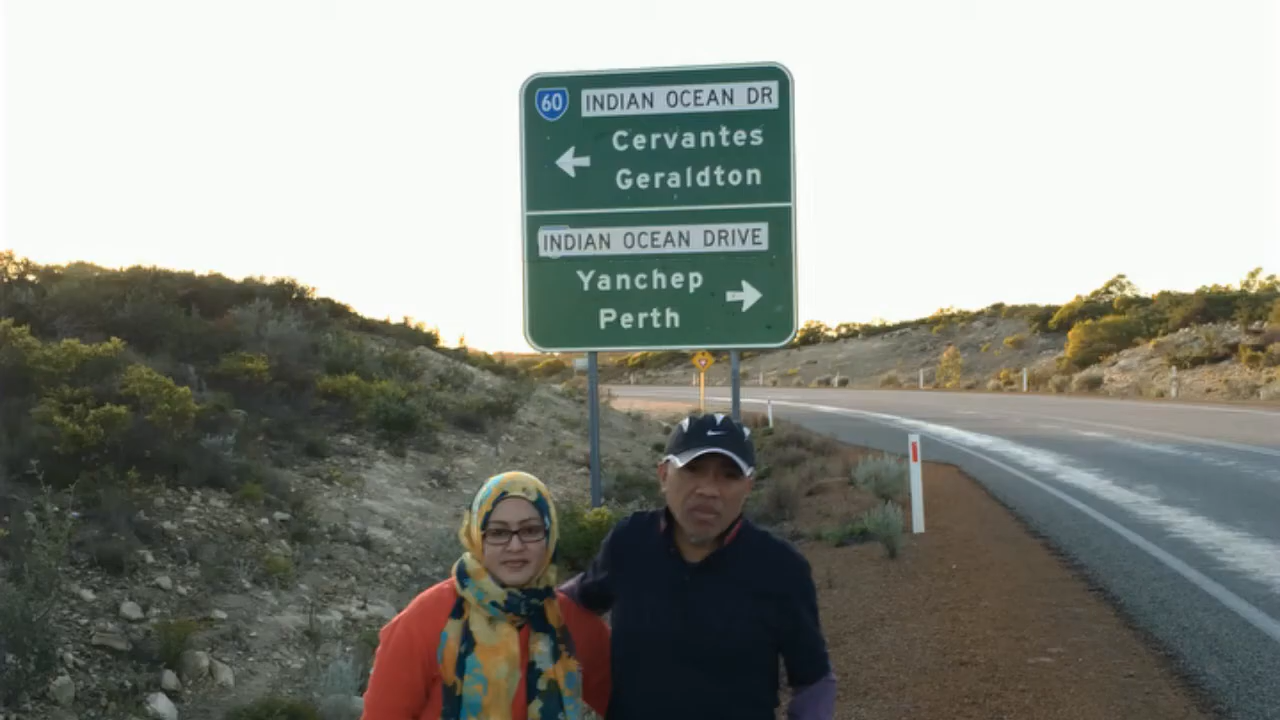 60 INDIAN OCEAN DR
Cervantes
Geraldton
INDIAN OCEAN DRIVE
Yanchep
Perth